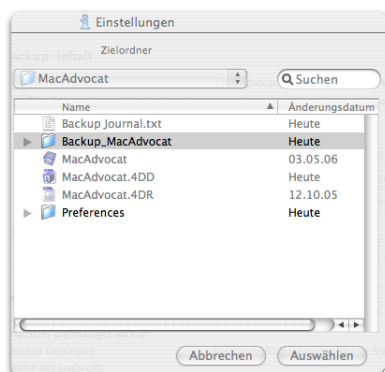 Einstellungen
Zielordner
MacAdvocat
Suchen
Name Änderungsdatum
Backup Journal.txt Heute
Backup_MacAdvocat Heute
MacAdvocat 03.05.06
MacAdvocat.4DD Heute
MacAdvocat.4DR 12.10.05
Preferences Heute
Abbrechen Auswählen